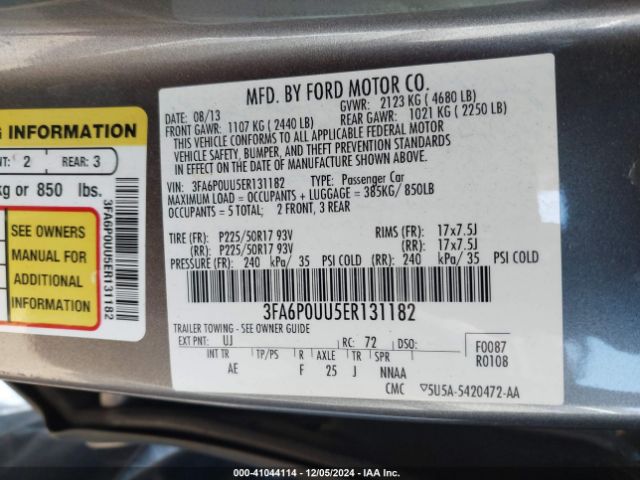 MFD. BY FORD MOTOR CO.
DATE: 08/13 GVWR: 2123 KG ( 4680 LB)
FRONT GAWR: 1107 KG ( 2440 LB) REAR GAWR: 1021 KG ( 2250 LB)
THIS VEHICLE CONFORMS TO ALL APPLICABLE FEDERAL MOTOR
VEHICLE SAFETY, BUMPER, AND THEFT PREVENTION STANDARDS
IN EFFECT ON THE DATE OF MANUFACTURE SHOWN ABOVE.
VIN: 3FA6P0UU5ER131182 TYPE: Passenger Car
MAXIMUM LOAD = OCCUPANTS + LUGGAGE = 385KG/ 850LB
OCCUPANTS = 5 TOTAL; 2 FRONT, 3 REAR
TIRE (FR): P225/50R17 93V RIMS (FR): 17x7.5J
(RR): P225/50R17 93V (RR): 17x7.5J
PRESSURE (FR): 240 kPa/ 35 PSI COLD (RR): 240 kPa/ 35 PSI COLD
3FA6P0UU5ER131182
TRAILER TOWING - SEE OWNER GUIDE
EXT PNT: UJ RC: 72 DSO: F0087
R0108
INT TR TP/PS R AXLE TR SPR
AE F 25 J NNAA
CMC 5U5A-5420472-AA
INFORMATION
2 REAR: 3
kg or 850 lbs.
SEE OWNERS
MANUAL FOR
ADDITIONAL
INFORMATION
3FA6P0UU5ER131182
000-41044114 - 12/05/2024 - IAA Inc.